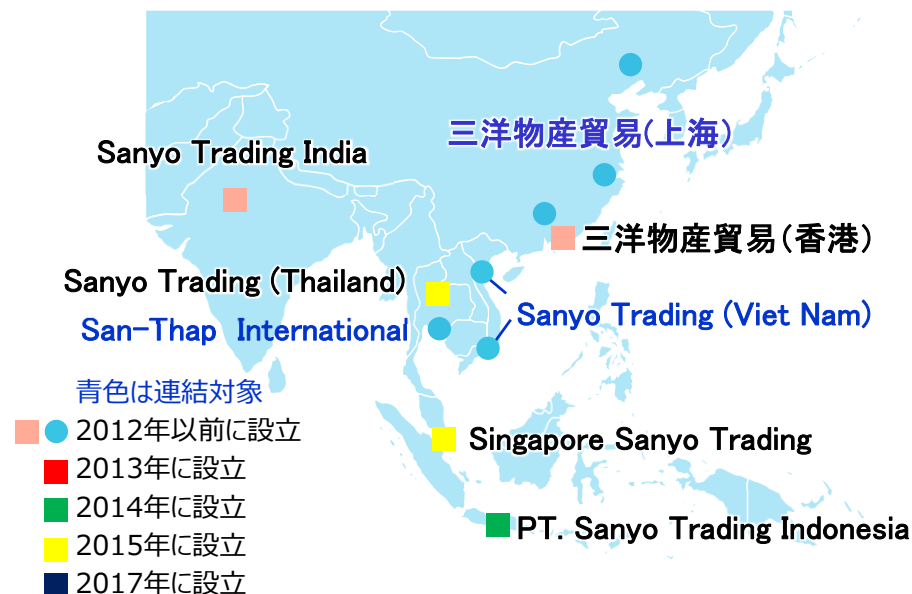 三洋物産貿易(上海)
Sanyo Trading India
三洋物産貿易(香港)
Sanyo Trading (Thailand)
San-Thap International
Sanyo Trading (Viet Nam)
青色は連結対象
2012年以前に設立
2013年に設立
2014年に設立
2015年に設立
2017年に設立
Singapore Sanyo Trading
PT. Sanyo Trading Indonesia